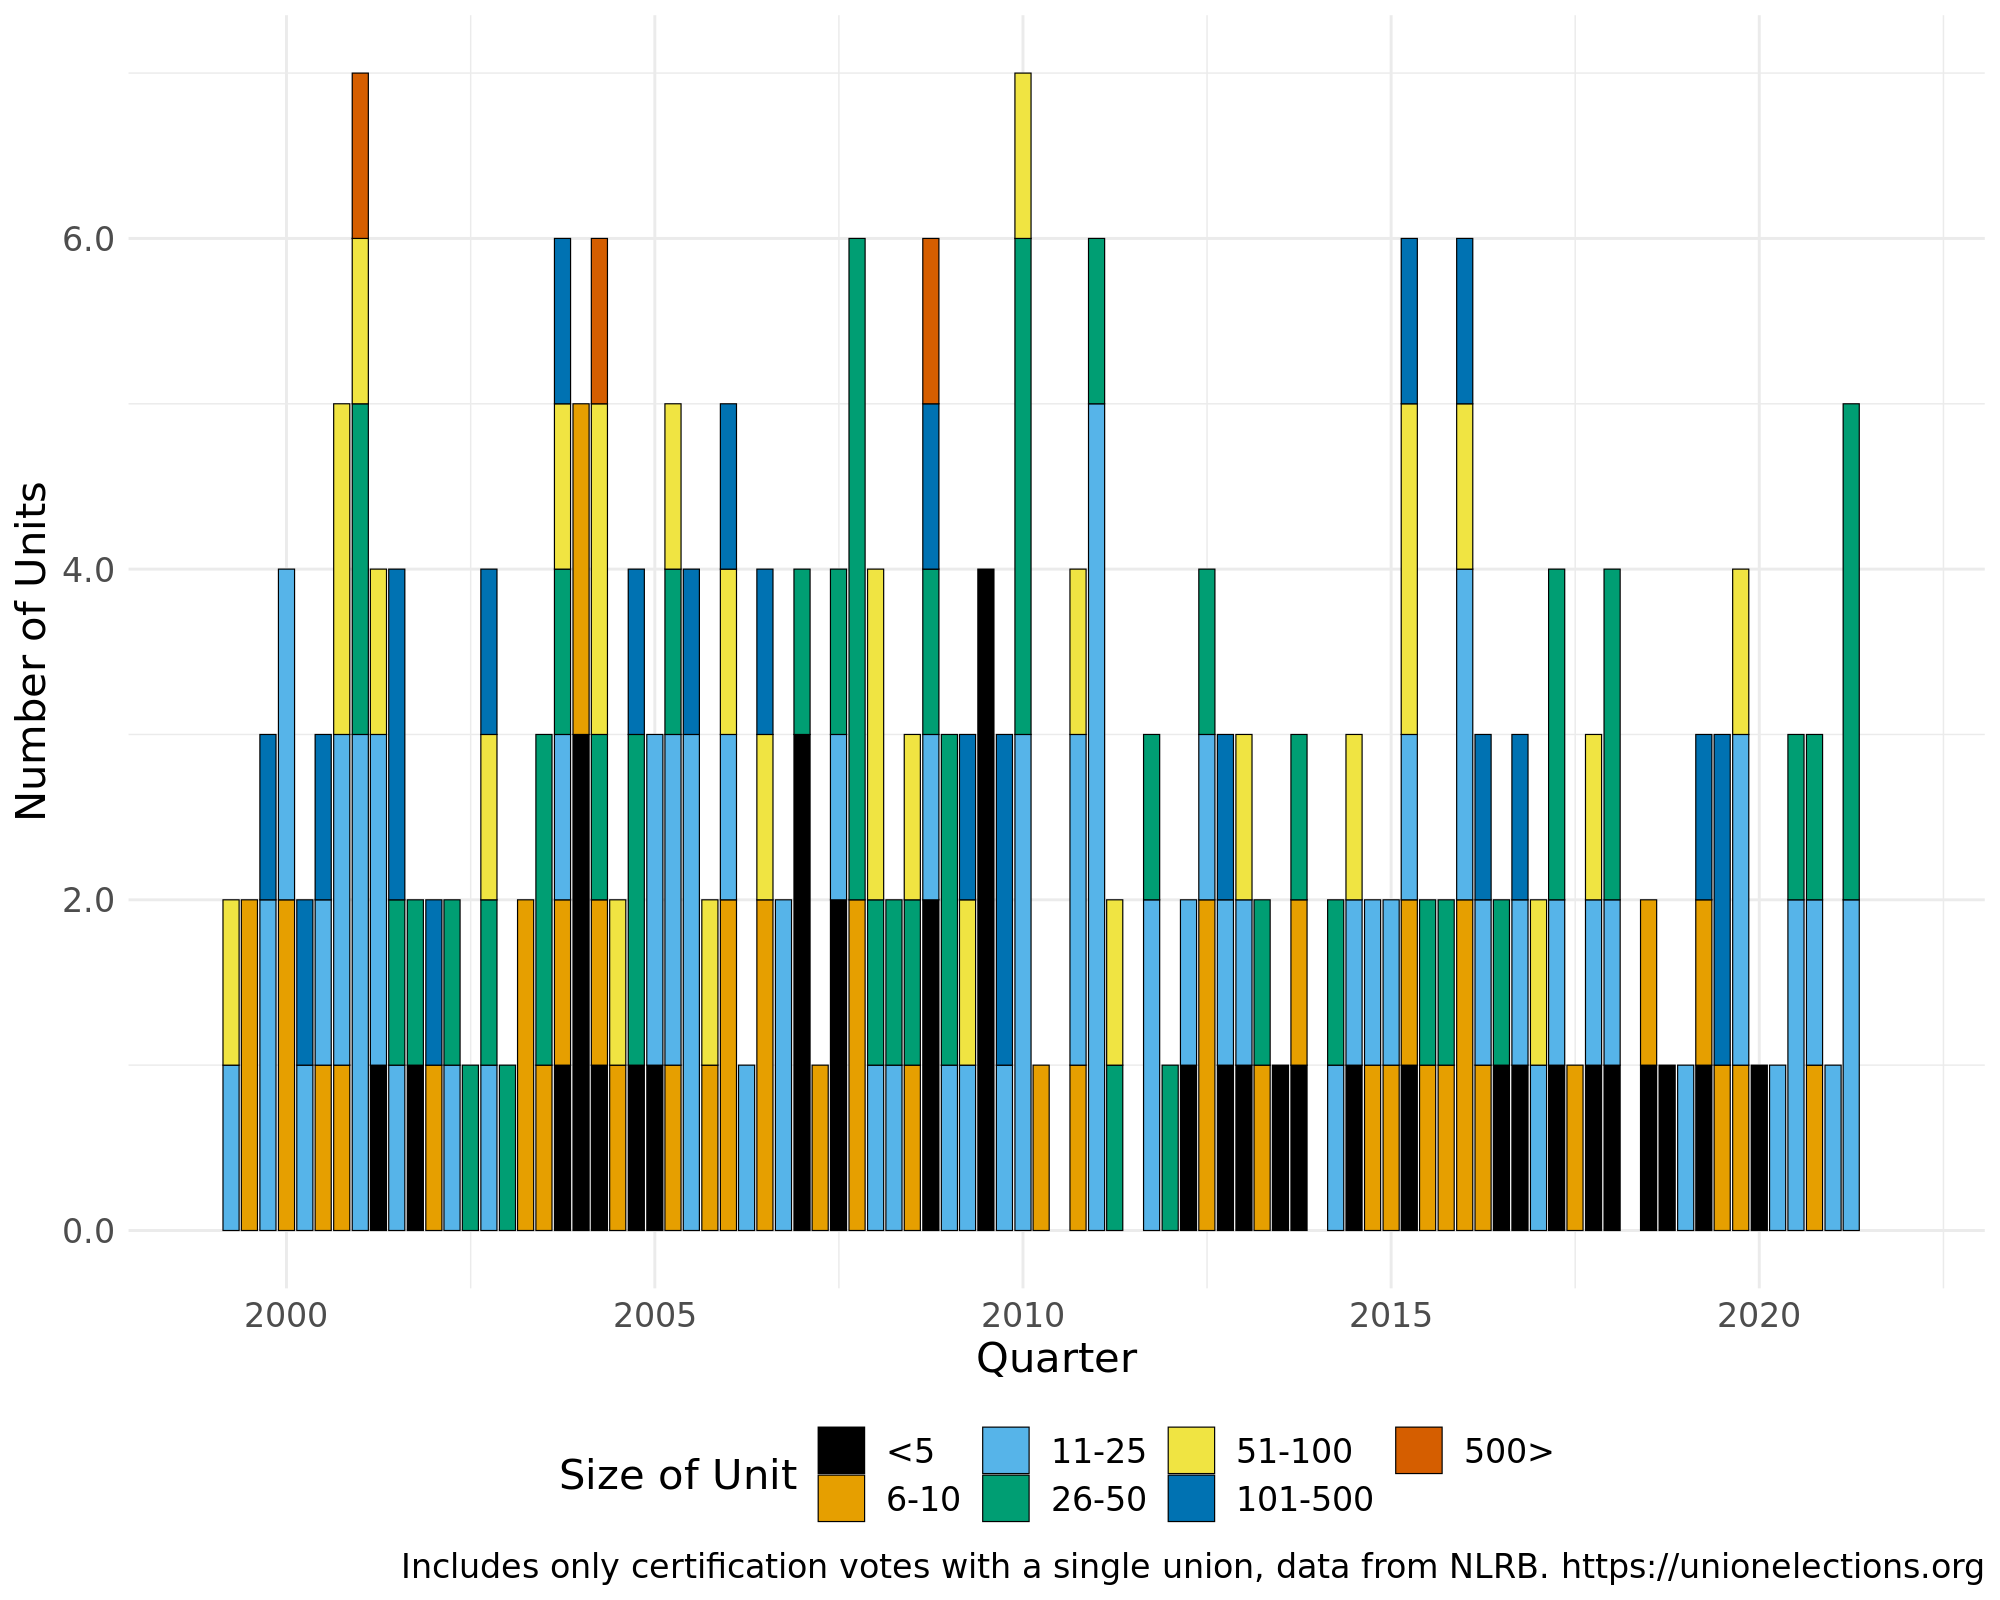 Number of Units
6.0
4.0
2.0
0.0
2000 2005 2010 2015 2020
Quarter
Size of Unit
<5 11-25 51-100 500>
6-10 26-50 101-500
Includes only certification votes with a single union, data from NLRB. https://unionelections.org